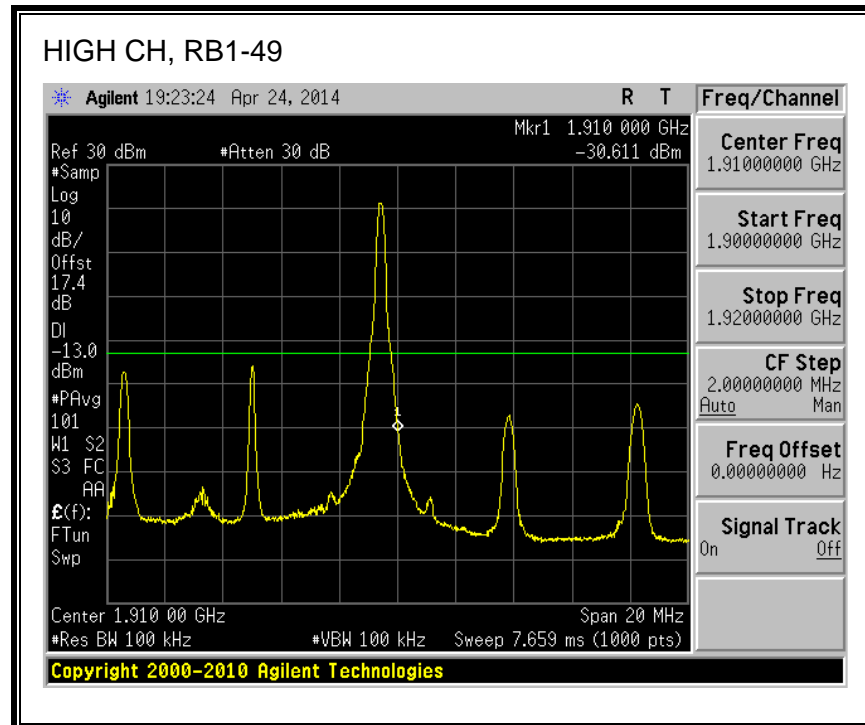 HIGH CH, RB1-49
Agilent 19:23:24 Apr 24, 2014 R T
Mkr1 1.910 000 GHz
Ref 30 dBm #Atten 30 dB -30.611 dBm
#Samp
Log
10
dB/
Offst
17.4
dB
DI
-13.0
dBm
#PAvg
101
W1 S2
S3 FC
AA
£(f):
FTun
Swp
1
Center 1.910 00 GHz Span 20 MHz
#Res BW 100 kHz #VBW 100 kHz Sweep 7.659 ms (1000 pts)
Copyright 2000-2010 Agilent Technologies
Freq/Channel
Center Freq
1.91000000 GHz
Start Freq
1.90000000 GHz
Stop Freq
1.92000000 GHz
CF Step
2.00000000 MHz
Auto Man
Freq Offset
0.00000000 Hz
Signal Track
On Off